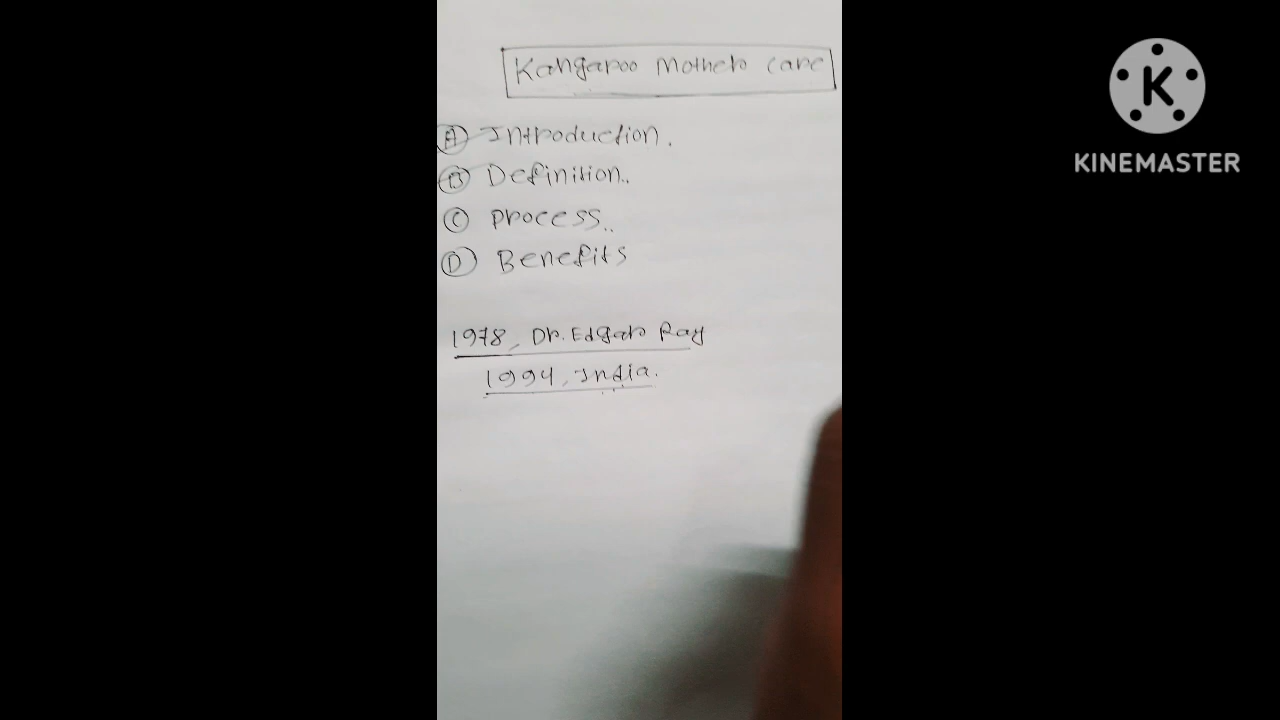 Kangaroo Mother Care
A Introduction.
B Definition..
C Process..
D Benefits
1978, Dr. Edgar Ray
1994, India.
K
KINEMASTER